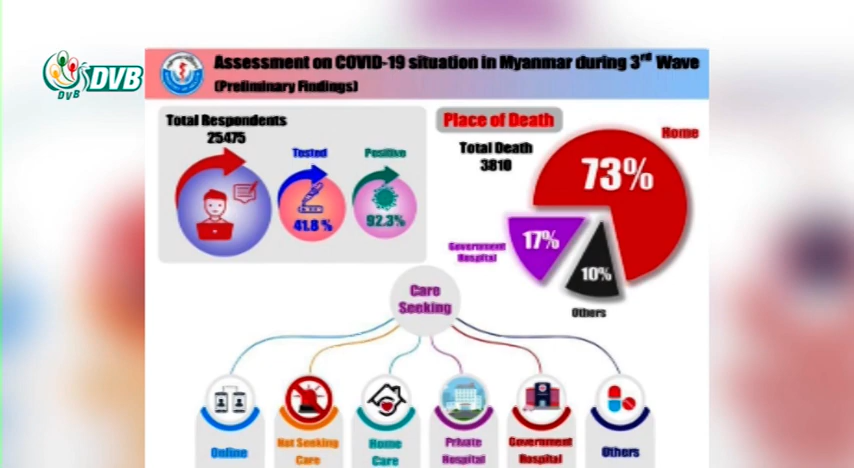 DVB
DVB
Assessment on COVID-19 situation in Myanmar during 3rd Wave
(Preliminary Findings)
Total Respondents
25475
Tested
41.8 %
Positive
92.3%
Place of Death
Total Death
3810
Home
73%
Government
Hospital
17%
10%
Others
Care
Seeking
Online
Not Seeking
Care
Home
Care
Private
Hospital
Government
Hospital
Others